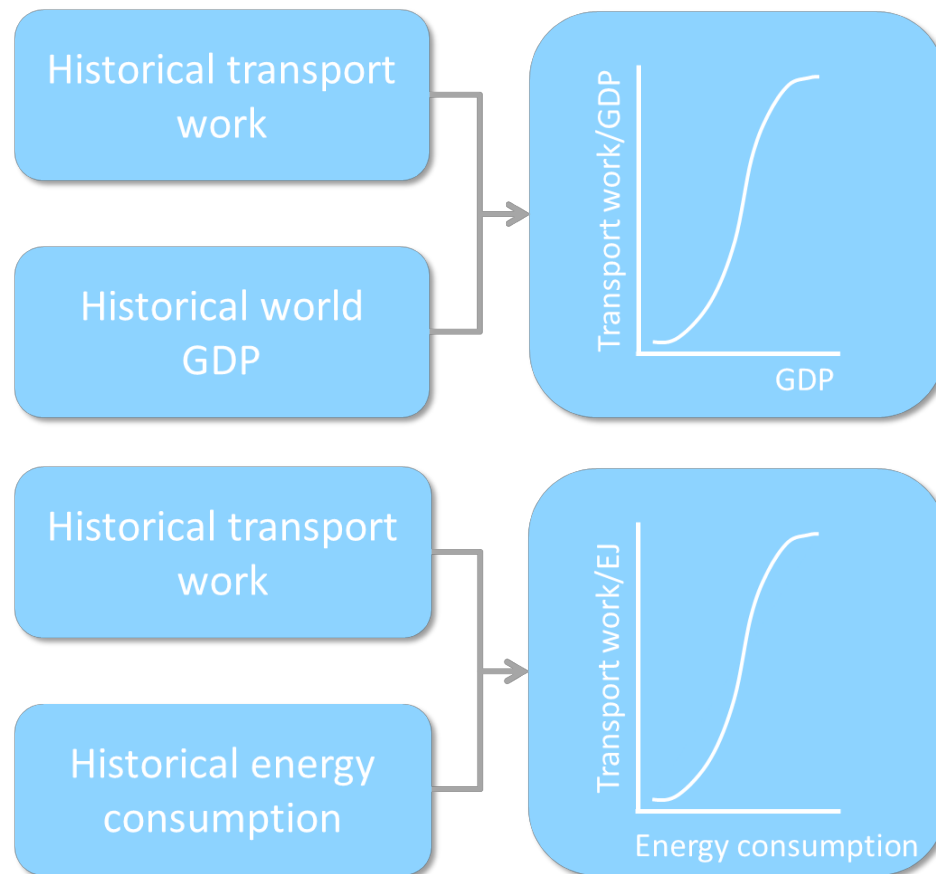 Historical transport
work
Historical world
GDP
Transport work/GDP
GDP
Historical transport
work
Historical energy
consumption
Transport work/EJ
Energy consumption